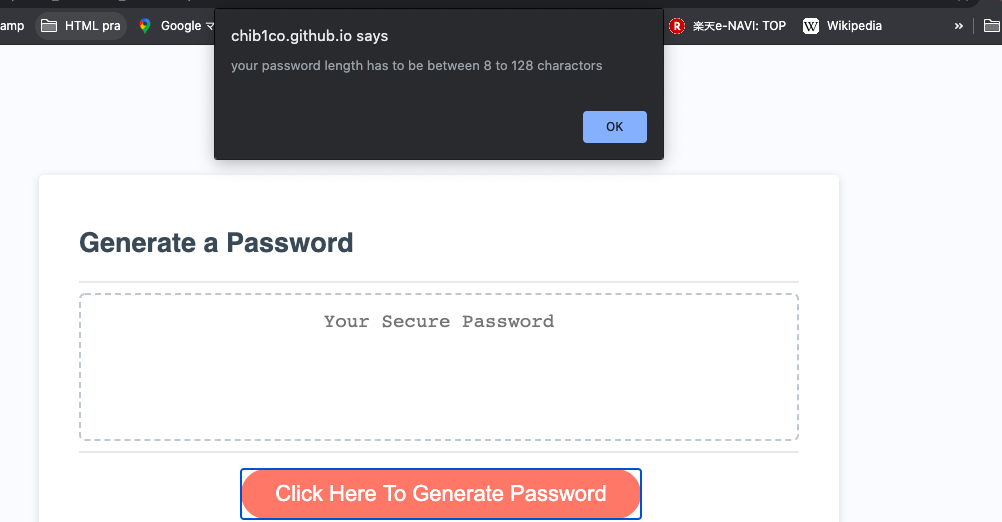 amp HTML pra Google マ R 楽天e-NAVI: TOP W Wikipedia »
chib1co.github.io says
your password length has to be between 8 to 128 charactors
OK
Generate a Password
Your Secure Password
Click Here To Generate Password